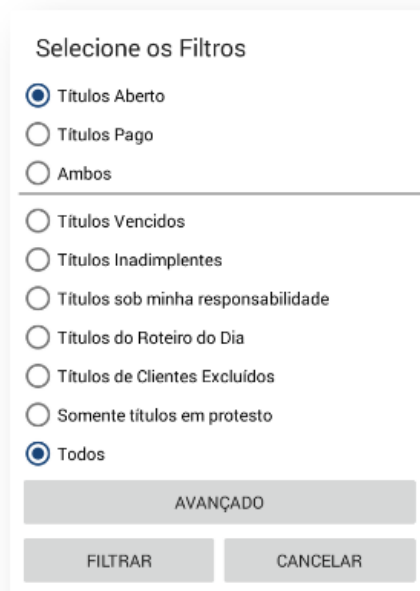 Selecione os Filtros
Títulos Aberto
Títulos Pago
Ambos
Títulos Vencidos
Títulos Inadimplentes
Títulos sob minha responsabilidade
Títulos do Roteiro do Dia
Títulos de Clientes Excluídos
Somente títulos em protesto
Todos
AVANÇADO
FILTRAR CANCELAR